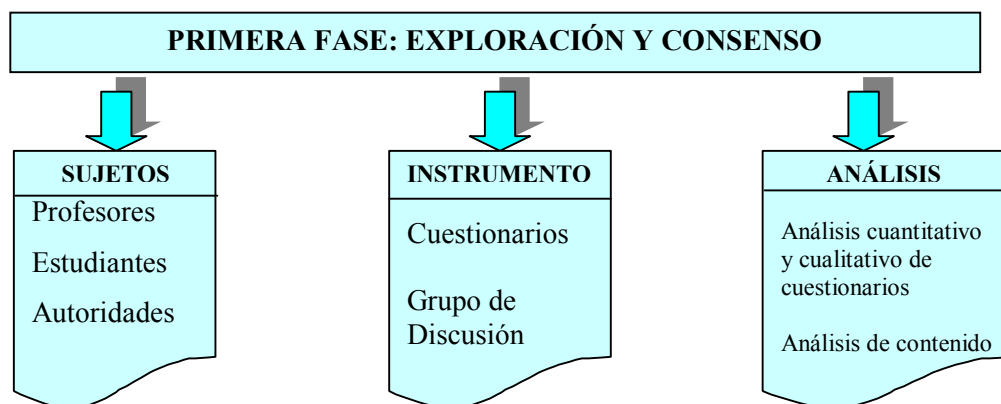 PRIMERA FASE: EXPLORACIÓN Y CONSENSO
SUJETOS
Profesores
Estudiantes
Autoridades
INSTRUMENTO
Cuestionarios
Grupo de
Discusión
ANÁLISIS
Análisis cuantitativo
y cualitativo de
cuestionarios
Análisis de contenido